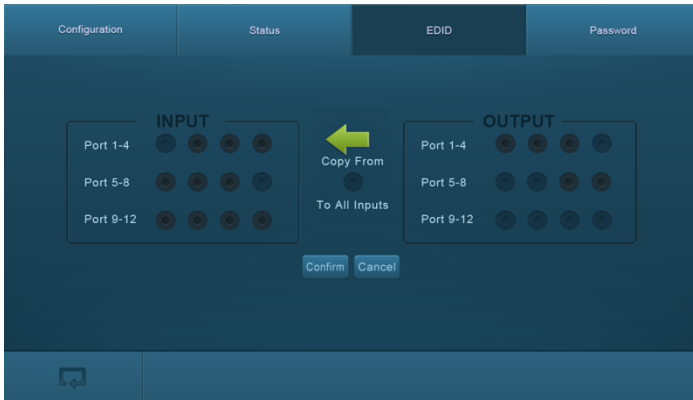 Configuration
Status
EDID
Password
INPUT
Port 1-4
Port 5-8
Port 9-12
Copy From
To All Inputs
OUTPUT
Port 1-4
Port 5-8
Port 9-12
Confirm
Cancel